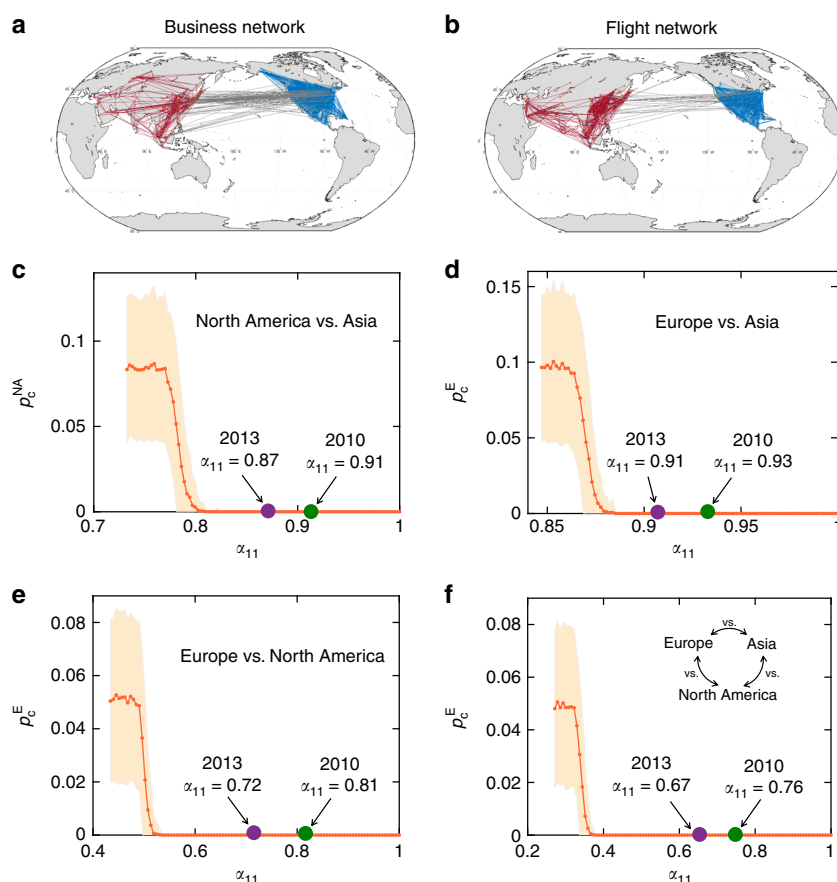 a
Business network
b
Flight network
c
North America vs. Asia
p_c^NA
0.1
0.05
0
2013
α11 = 0.87
2010
α11 = 0.91
0.7
0.8
0.9
1
α11
d
Europe vs. Asia
p_c^E
0.15
0.1
0.05
0
2013
α11 = 0.91
2010
α11 = 0.93
0.85
0.9
0.95
1
α11
e
Europe vs. North America
p_c^E
0.08
0.06
0.04
0.02
0
2013
α11 = 0.72
2010
α11 = 0.81
0.4
0.6
0.8
1
α11
f
vs.
Europe
Asia
vs.
vs.
North America
p_c^E
0.08
0.06
0.04
0.02
0
2013
α11 = 0.67
2010
α11 = 0.76
0.2
0.4
0.6
0.8
1
α11